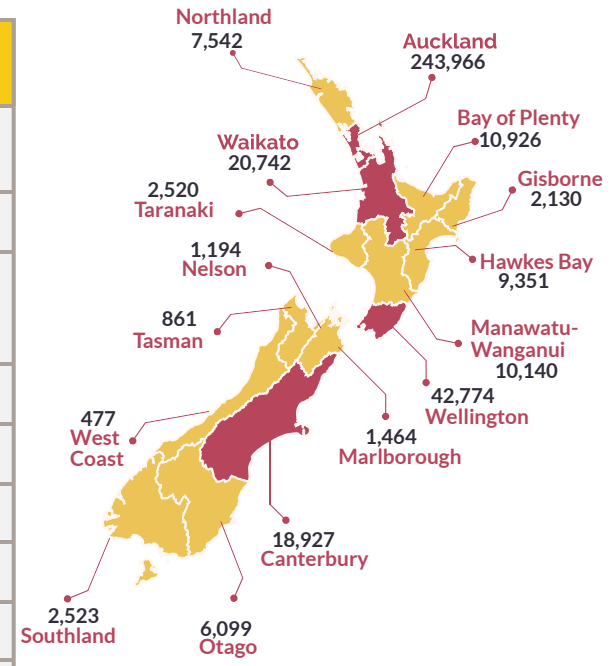 Northland
7,542
Auckland
243,966
Bay of Plenty
10,926
Waikato
20,742
Gisborne
2,130
2,520
Taranaki
1,194
Nelson
Hawkes Bay
9,351
861
Tasman
Manawatu-
Wanganui
10,140
42,774
Wellington
477
West
Coast
1,464
Marlborough
18,927
Canterbury
2,523
Southland
6,099
Otago